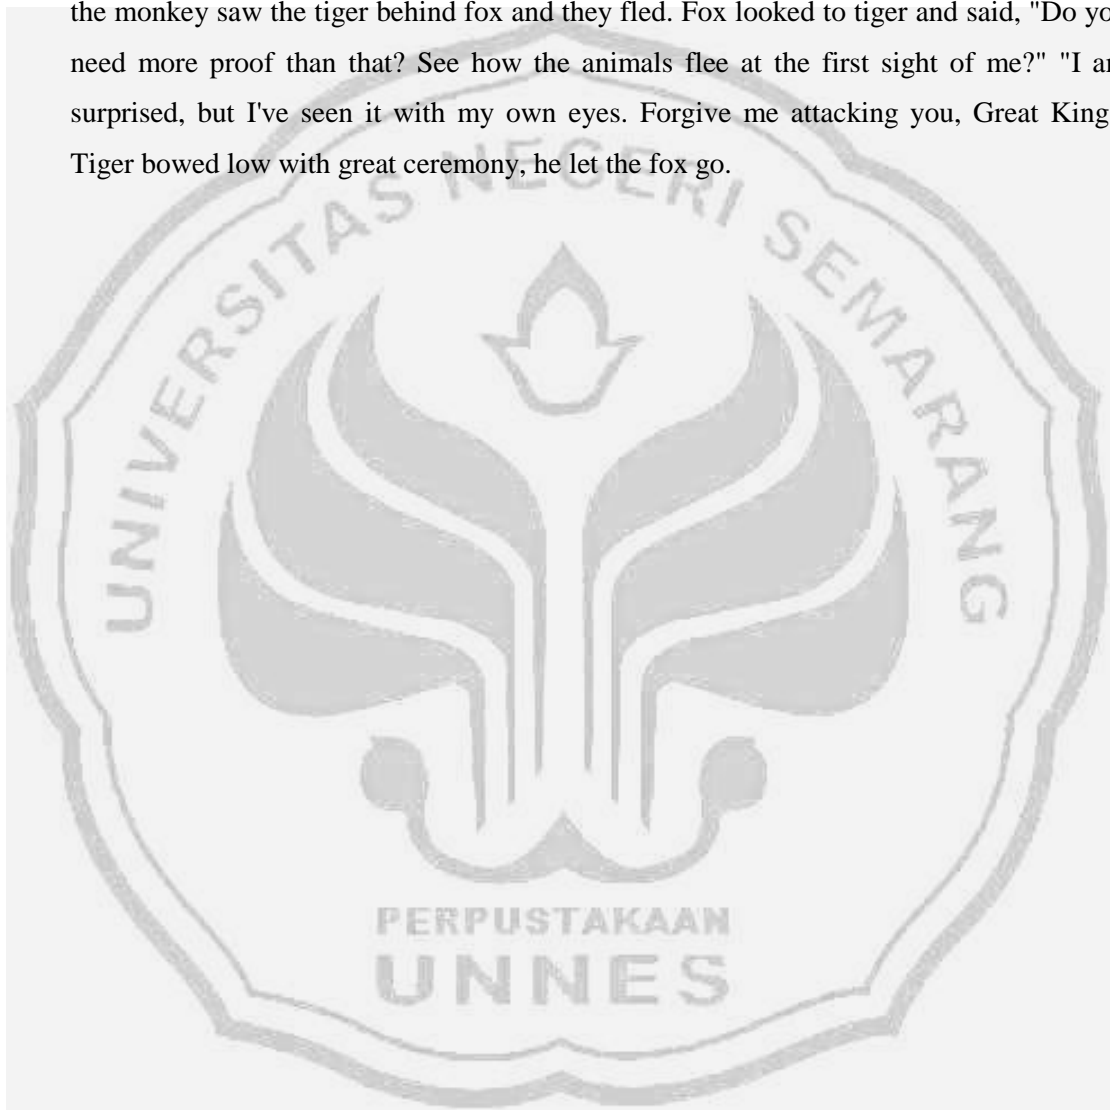 the monkey saw the tiger behind fox and they fled. Fox looked to tiger and said, "Do yo
need more proof than that? See how the animals flee at the first sight of me?" "I a
surprised, but I've seen it with my own eyes. Forgive me attacking you, Great King
Tiger bowed low with great ceremony, he let the fox go.
UNIVERSITAS NEGERI SEMARANG
PERPUSTAKAAN
UNNES